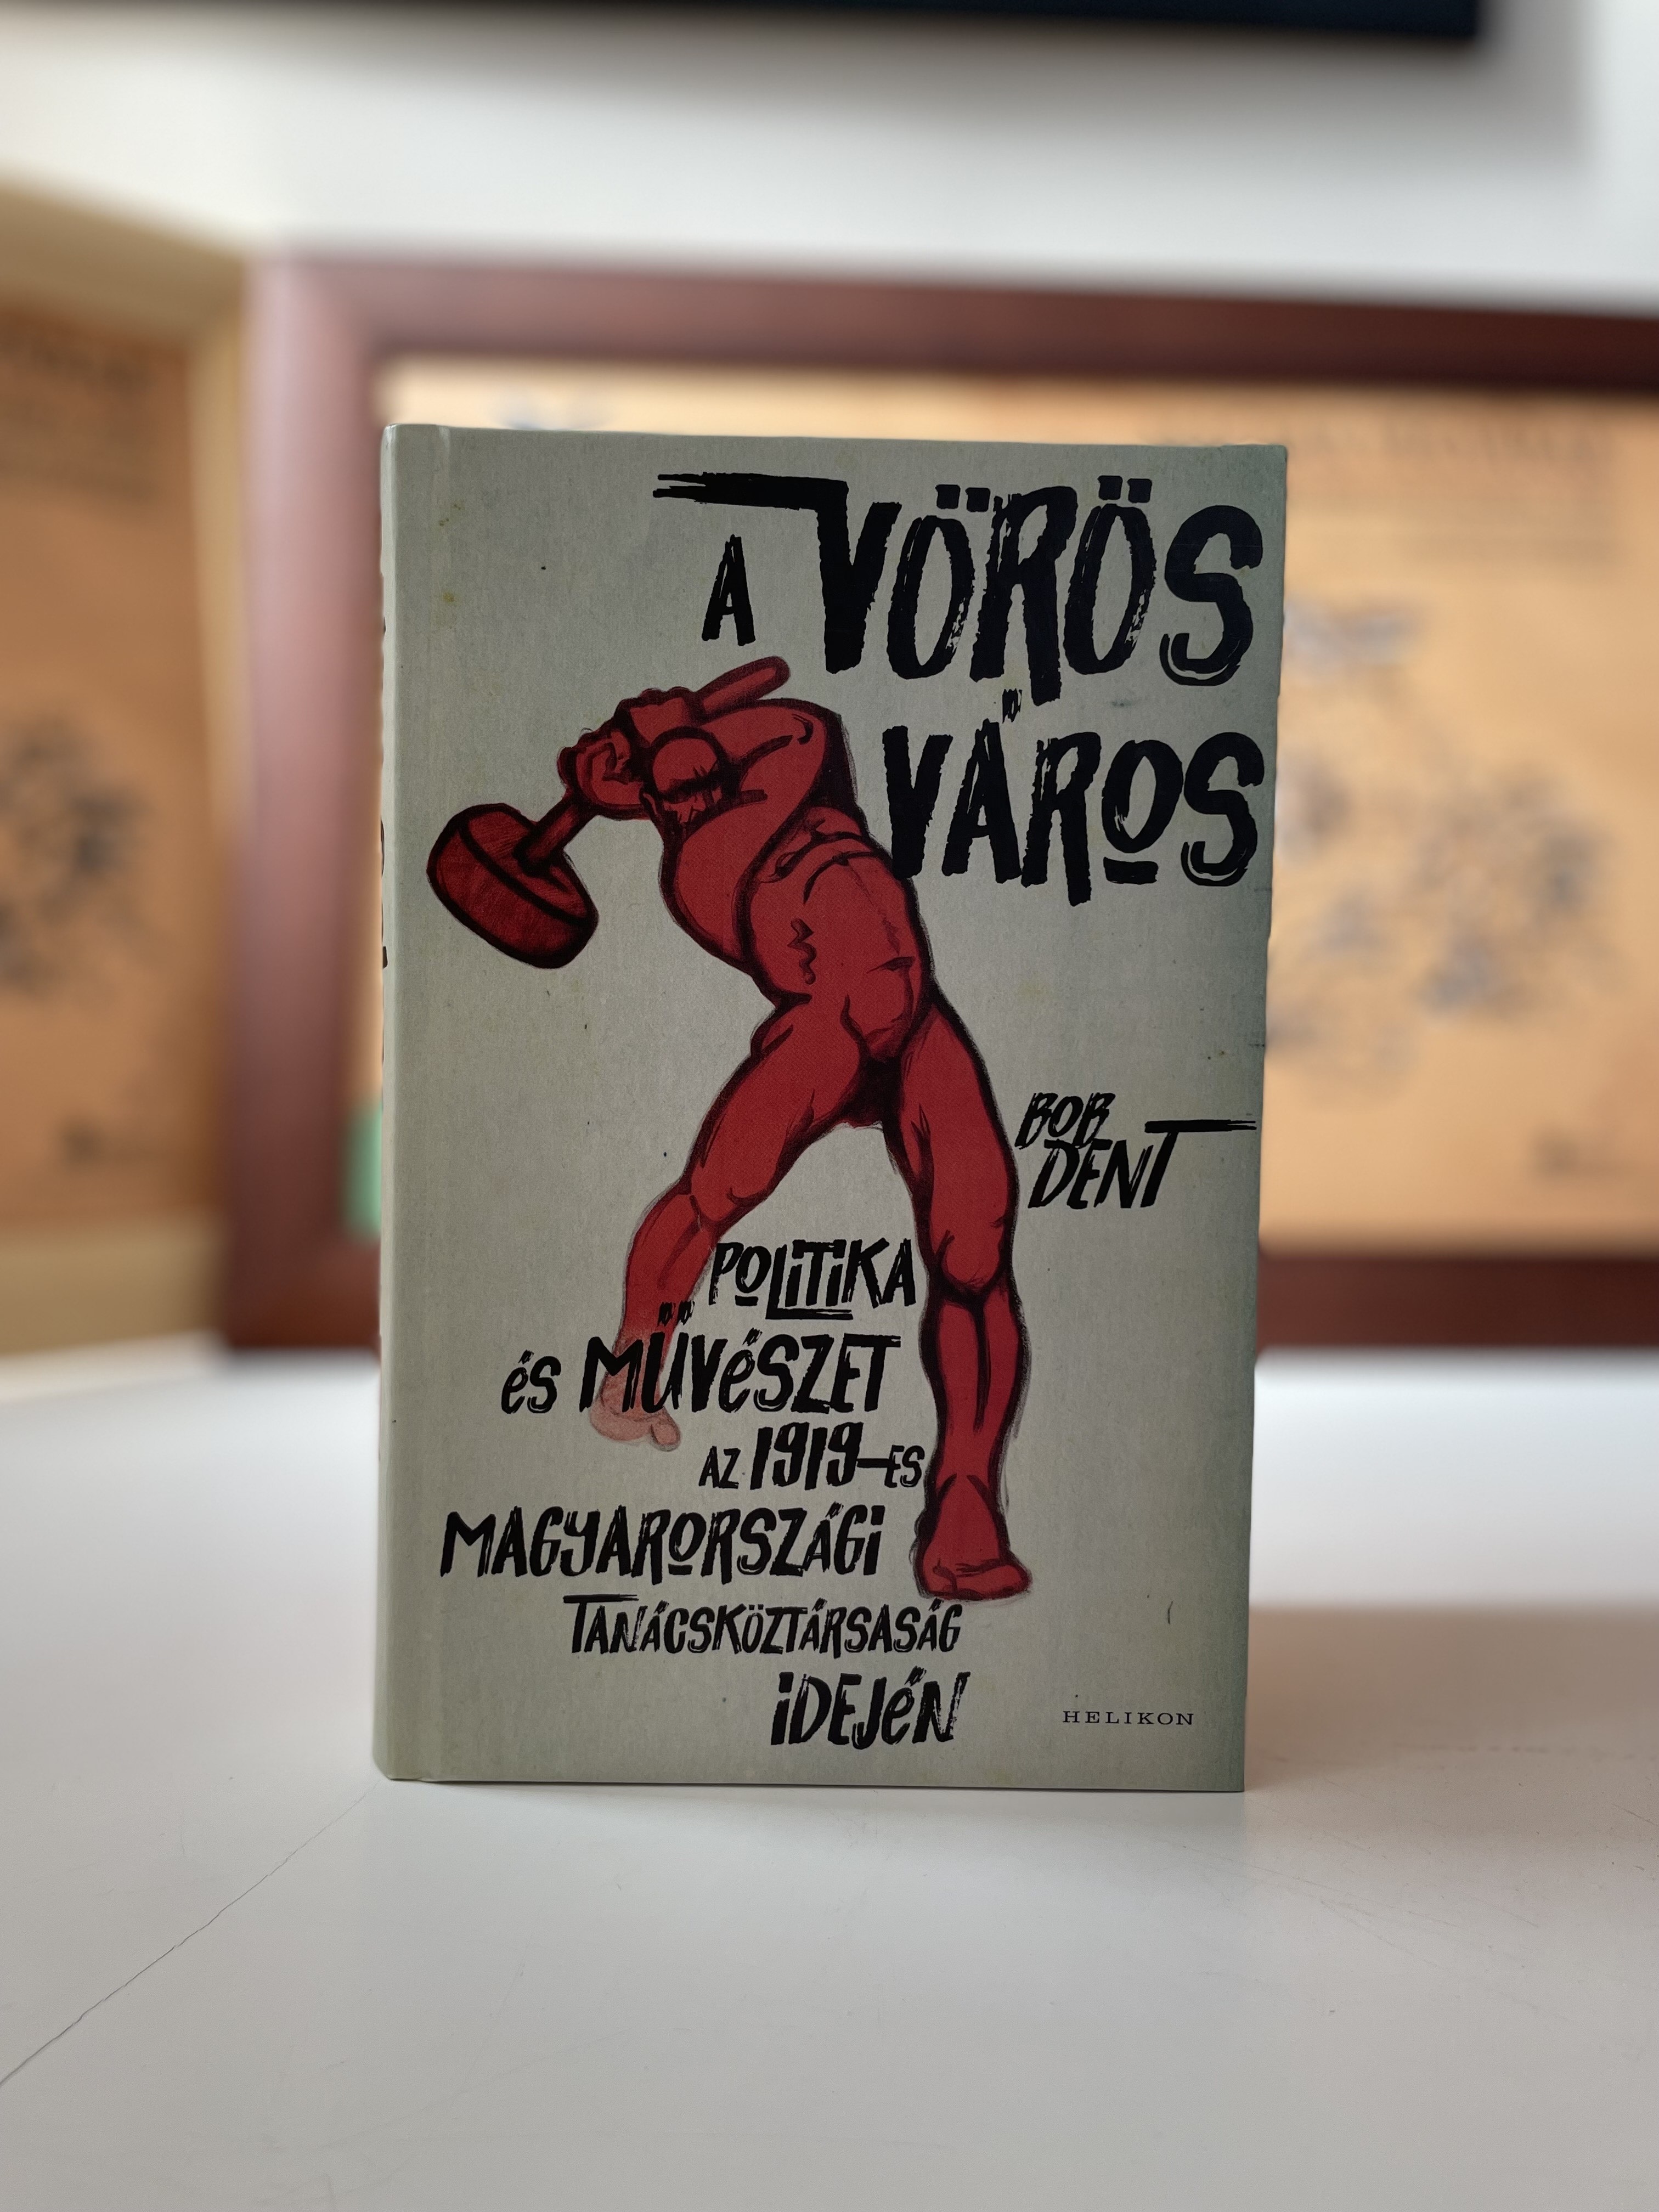 A VÖRÖS
VÁROS
BOB
DENT
POLITIKA
éS MŰVéSZET
AZ 1919-ES
MAGYARORSZÁGi
TANÁCSKÖZTÁRSASÁG
iDEJéN
HELIKON